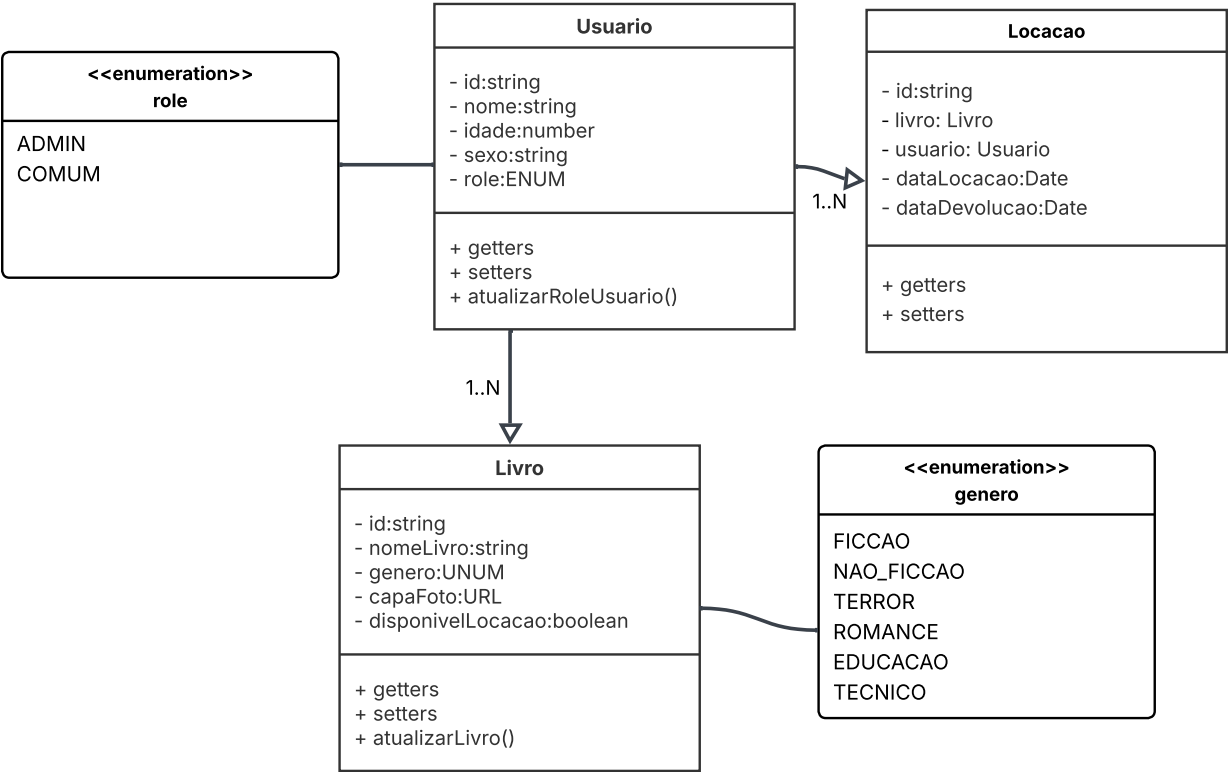 <<enumeration>>
role
ADMIN
COMUM
Usuario
- id:string
- nome:string
- idade:number
- sexo:string
- role:ENUM
+ getters
+ setters
+ atualizarRoleUsuario()
1..N
Locacao
- id:string
- livro: Livro
- usuario: Usuario
- dataLocacao:Date
- dataDevolucao:Date
+ getters
+ setters
1..N
Livro
- id:string
- nomeLivro:string
- genero:UNUM
- capaFoto:URL
- disponivelLocacao:boolean
+ getters
+ setters
+ atualizarLivro()
<<enumeration>>
genero
FICCAO
NAO_FICCAO
TERROR
ROMANCE
EDUCACAO
TECNICO